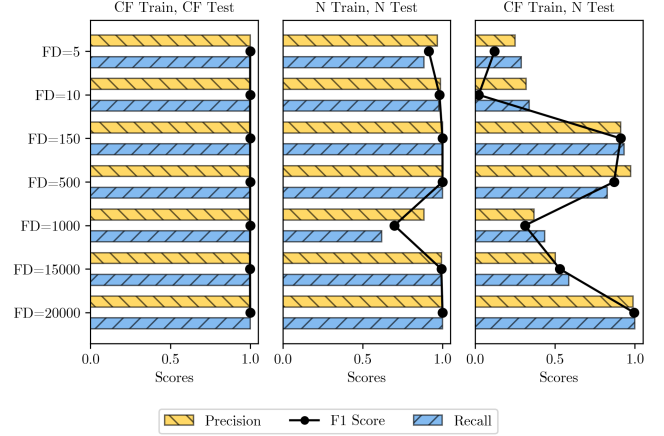 CF Train, CF Test
N Train, N Test
CF Train, N Test
FD=5
FD=10
FD=150
FD=500
FD=1000
FD=15000
FD=20000
0.0 0.5 1.0
0.0 0.5 1.0
0.0 0.5 1.0
Scores
Scores
Scores
Precision
F1 Score
Recall